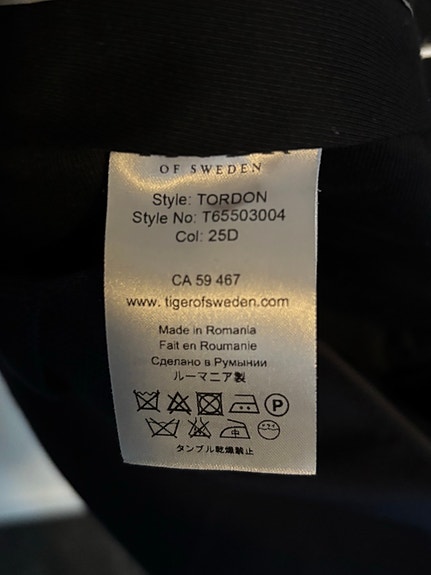 OF SWEDEN
Style: TORDON
Style No: T65503004
Col: 25D
CA 59 467
www.tigerofsweden.com
Made in Romania
Fait en Roumanie
Сделано в Румынии
ルーマニア製
P
タンブル乾燥禁止